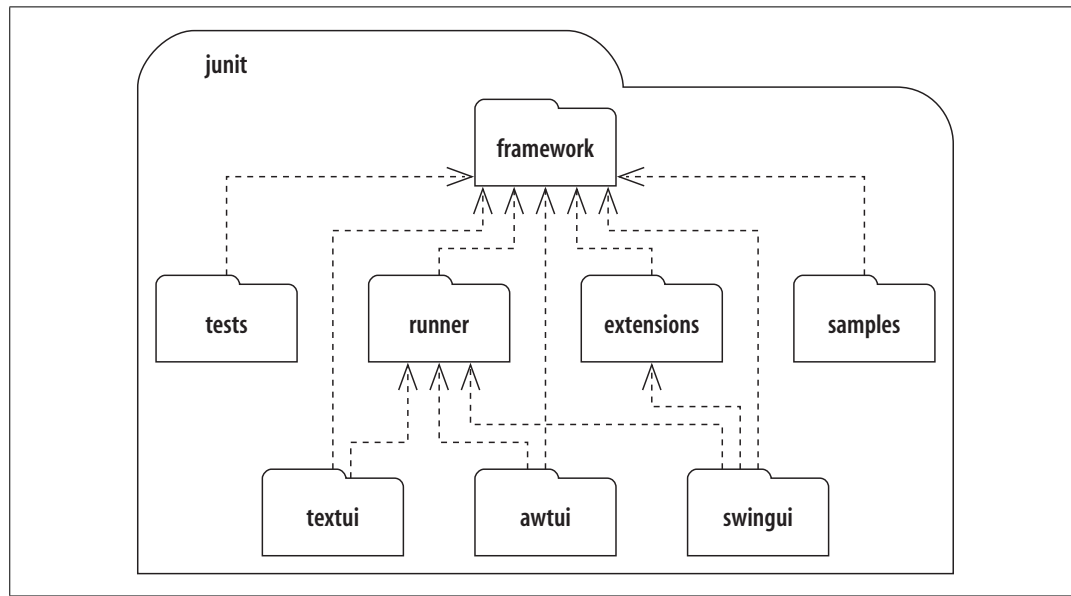 junit
framework
tests
runner
extensions
samples
textui
awtui
swingui